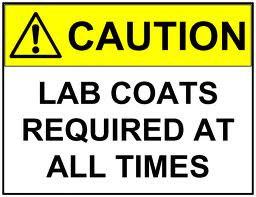 CAUTION
LAB COATS
REQUIRED AT
ALL TIMES